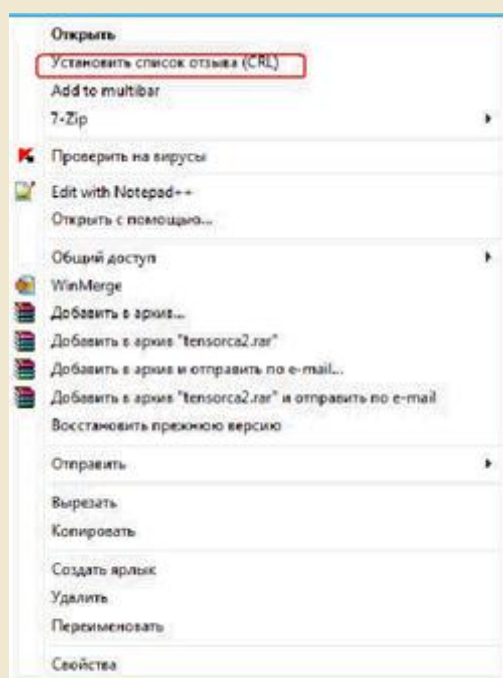 Открыть
Установить список отзыва (CRL)
Add to multibar
7-Zip
Проверить на вирусы
Edit with Notepad++
Открыть с помощью...
Общий доступ
WinMerge
Добавить в архив...
Добавить в архив "tensorca2.rar"
Добавить в архив и отправить по e-mail...
Добавить в архив "tensorca2.rar" и отправить по e-mail
Восстановить прежнюю версию
Отправить
Вырезать
Копировать
Создать ярлык
Удалить
Переименовать
Свойства